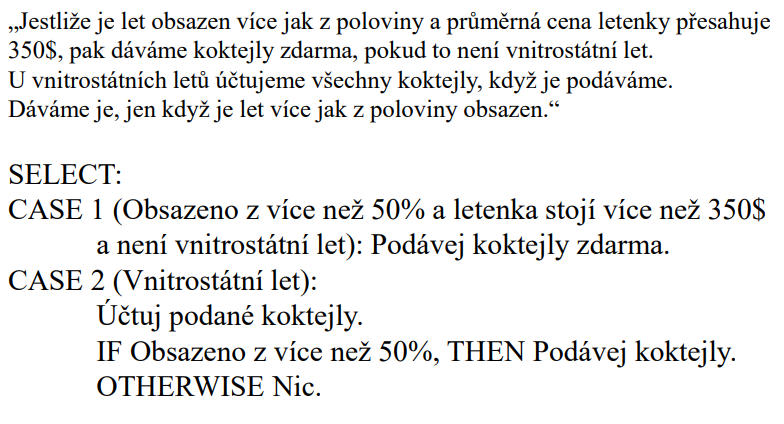 „Jestliže je let obsazen více jak z poloviny a průměrná cena letenky přesahuje
350$, pak dáváme koktejly zdarma, pokud to není vnitrostátní let.
U vnitrostátních letů účtujeme všechny koktejly, když je podáváme.
Dáváme je, jen když je let více jak z poloviny obsazen.“
SELECT:
CASE 1 (Obsazeno z více než 50% a letenka stojí více než 350$
a není vnitrostátní let): Podávej koktejly zdarma.
CASE 2 (Vnitrostátní let):
Účtuj podané koktejly.
IF Obsazeno z více než 50%, THEN Podávej koktejly.
OTHERWISE Nic.